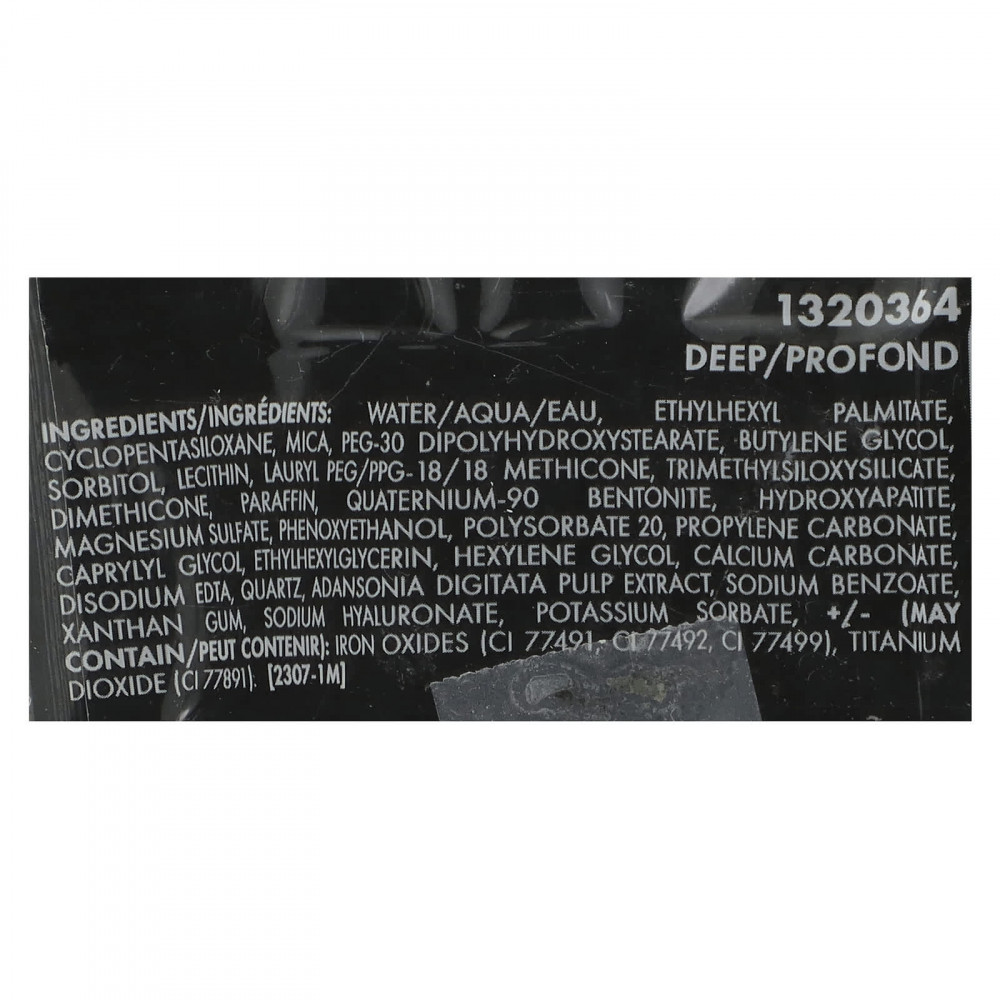 1320364
DEEP/PROFOND
INGREDIENTS/INGRÉDIENTS: WATER/AQUA/EAU, ETHYLHEXYL PALMITATE,
CYCLOPENTASILOXANE, MICA, PEG-30 DIPOLYHYDROXYSTEARATE, BUTYLENE GLYCOL,
SORBITOL, LECITHIN, LAURYL PEG/PPG-18/18 METHICONE, TRIMETHYLSILOXYSILICATE,
DIMETHICONE, PARAFFIN, QUATERNIUM-90 BENTONITE, HYDROXYAPATITE,
MAGNESIUM SULFATE, PHENOXYETHANOL, POLYSORBATE 20, PROPYLENE CARBONATE,
CAPRYLYL GLYCOL, ETHYLHEXYLGLYCERIN, HEXYLENE GLYCOL, CALCIUM CARBONATE,
DISODIUM EDTA, QUARTZ, ADANSONIA DIGITATA PULP EXTRACT, SODIUM BENZOATE,
XANTHAN GUM, SODIUM HYALURONATE, POTASSIUM SORBATE, +/- (MAY
CONTAIN/PEUT CONTENIR): IRON OXIDES (CI 77491, CI 77492, CI 77499), TITANIUM
DIOXIDE (CI 77891). [2307-1M]